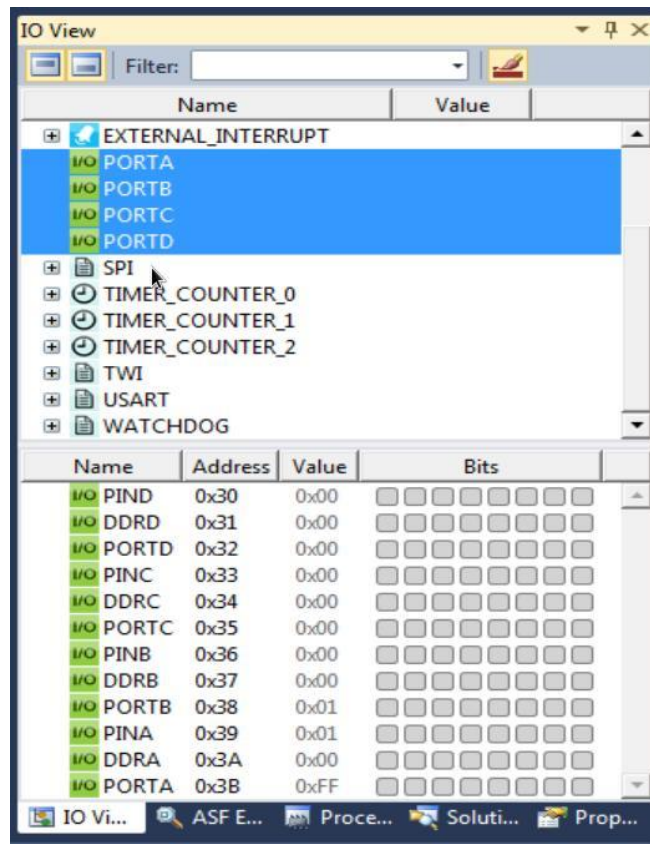 IO View
Filter:
Name Value
EXTERNAL_INTERRUPT
I/O PORTA
I/O PORTB
I/O PORTC
I/O PORTD
SPI
TIMER_COUNTER_0
TIMER_COUNTER_1
TIMER_COUNTER_2
TWI
USART
WATCHDOG
Name Address Value Bits
I/O PIND 0x30 0x00
I/O DDRD 0x31 0x00
I/O PORTD 0x32 0x00
I/O PINC 0x33 0x00
I/O DDRC 0x34 0x00
I/O PORTC 0x35 0x00
I/O PINB 0x36 0x00
I/O DDRB 0x37 0x00
I/O PORTB 0x38 0x01
I/O PINA 0x39 0x01
I/O DDRA 0x3A 0x00
I/O PORTA 0x3B 0xFF
IO Vi... ASF E... Proce... Soluti... Prop...